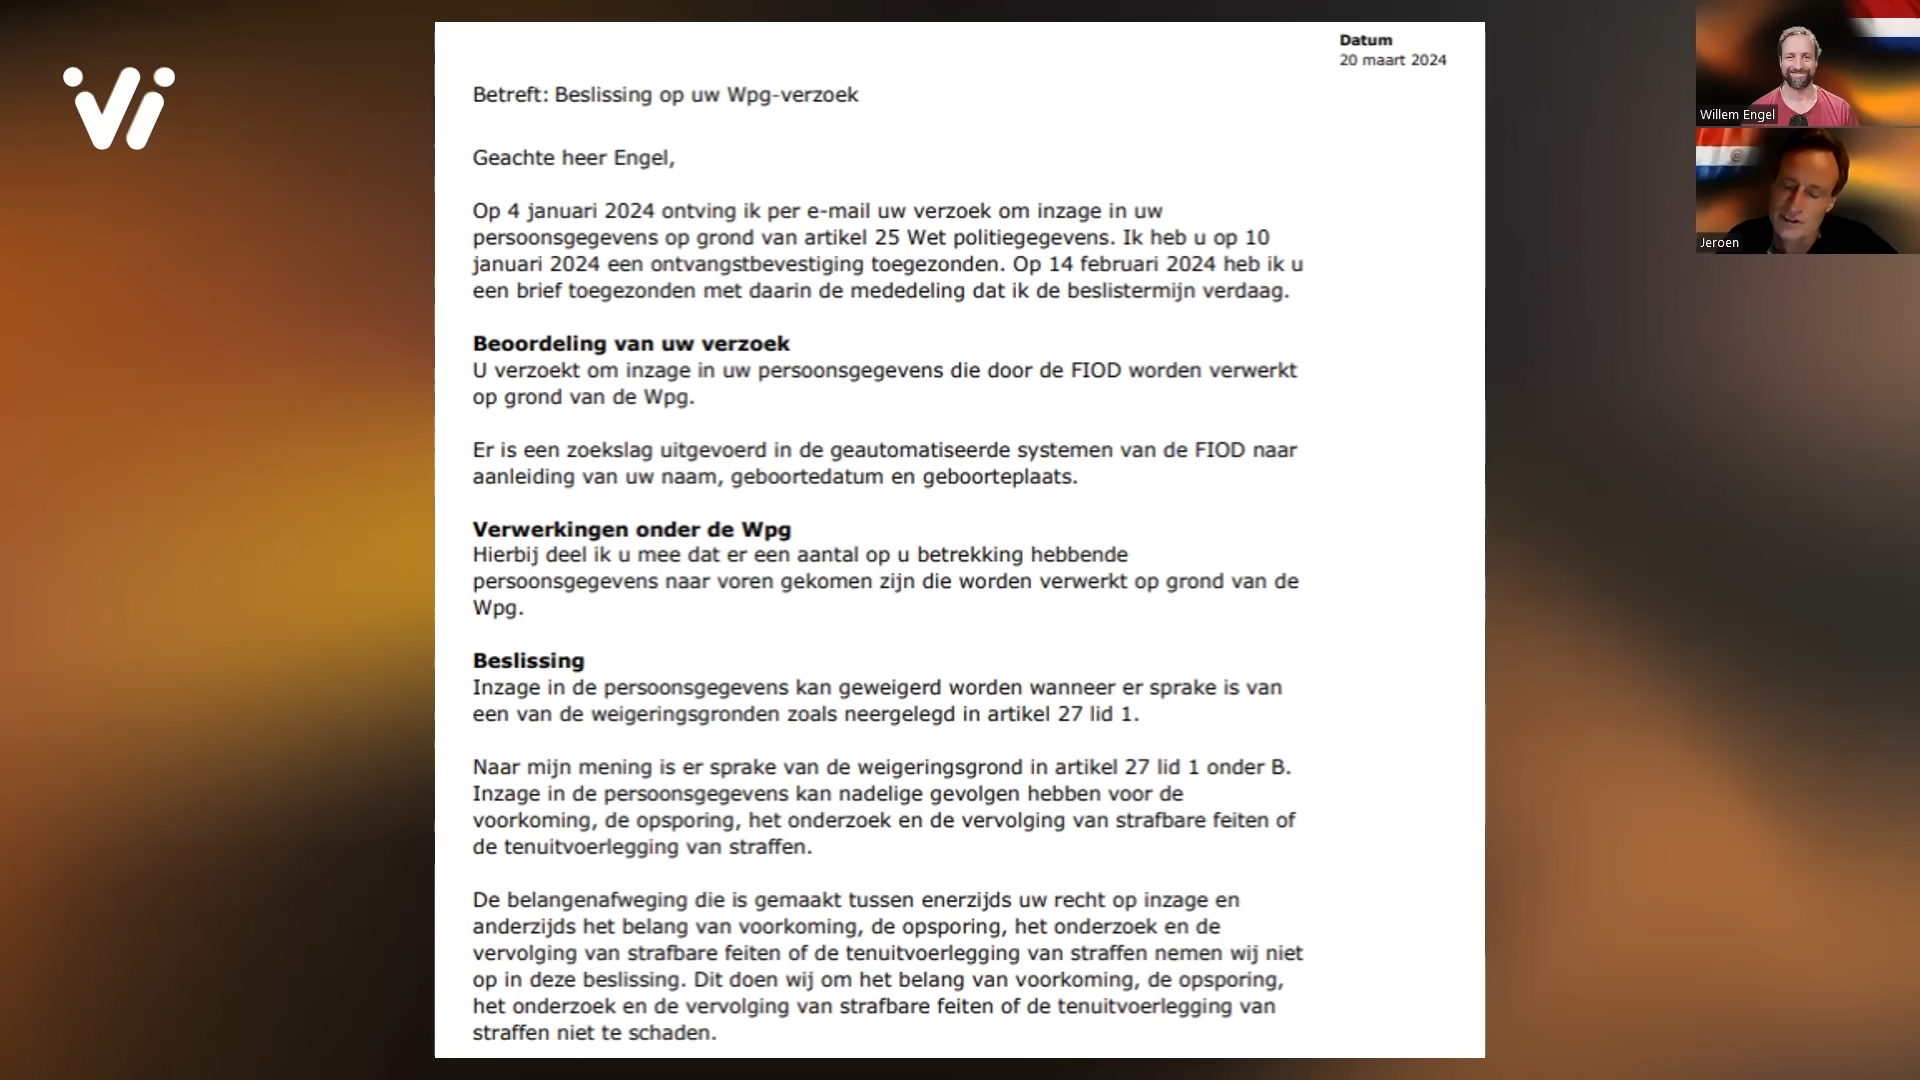 Datum
20 maart 2024
Betreft: Beslissing op uw Wpg-verzoek
Geachte heer Engel,
Op 4 januari 2024 ontving ik per e-mail uw verzoek om inzage in uw
persoonsgegevens op grond van artikel 25 Wet politiegegevens. Ik heb u op 10
januari 2024 een ontvangstbevestiging toegezonden. Op 14 februari 2024 heb ik u
een brief toegezonden met daarin de mededeling dat ik de beslistermijn verdaag.
Beoordeling van uw verzoek
U verzoekt om inzage in uw persoonsgegevens die door de FIOD worden verwerkt
op grond van de Wpg.
Er is een zoekslag uitgevoerd in de geautomatiseerde systemen van de FIOD naar
aanleiding van uw naam, geboortedatum en geboorteplaats.
Verwerkingen onder de Wpg
Hierbij deel ik u mee dat er een aantal op u betrekking hebbende
persoonsgegevens naar voren gekomen zijn die worden verwerkt op grond van de
Wpg.
Beslissing
Inzage in de persoonsgegevens kan geweigerd worden wanneer er sprake is van
een van de weigeringsgronden zoals neergelegd in artikel 27 lid 1.
Naar mijn mening is er sprake van de weigeringsgrond in artikel 27 lid 1 onder B.
Inzage in de persoonsgegevens kan nadelige gevolgen hebben voor de
voorkoming, de opsporing, het onderzoek en de vervolging van strafbare feiten of
de tenuitvoerlegging van straffen.
De belangenafweging die is gemaakt tussen enerzijds uw recht op inzage en
anderzijds het belang van voorkoming, de opsporing, het onderzoek en de
vervolging van strafbare feiten of de tenuitvoerlegging van straffen nemen wij niet
op in deze beslissing. Dit doen wij om het belang van voorkoming, de opsporing,
het onderzoek en de vervolging van strafbare feiten of de tenuitvoerlegging van
straffen niet te schaden.
Willem Engel
Jeroen